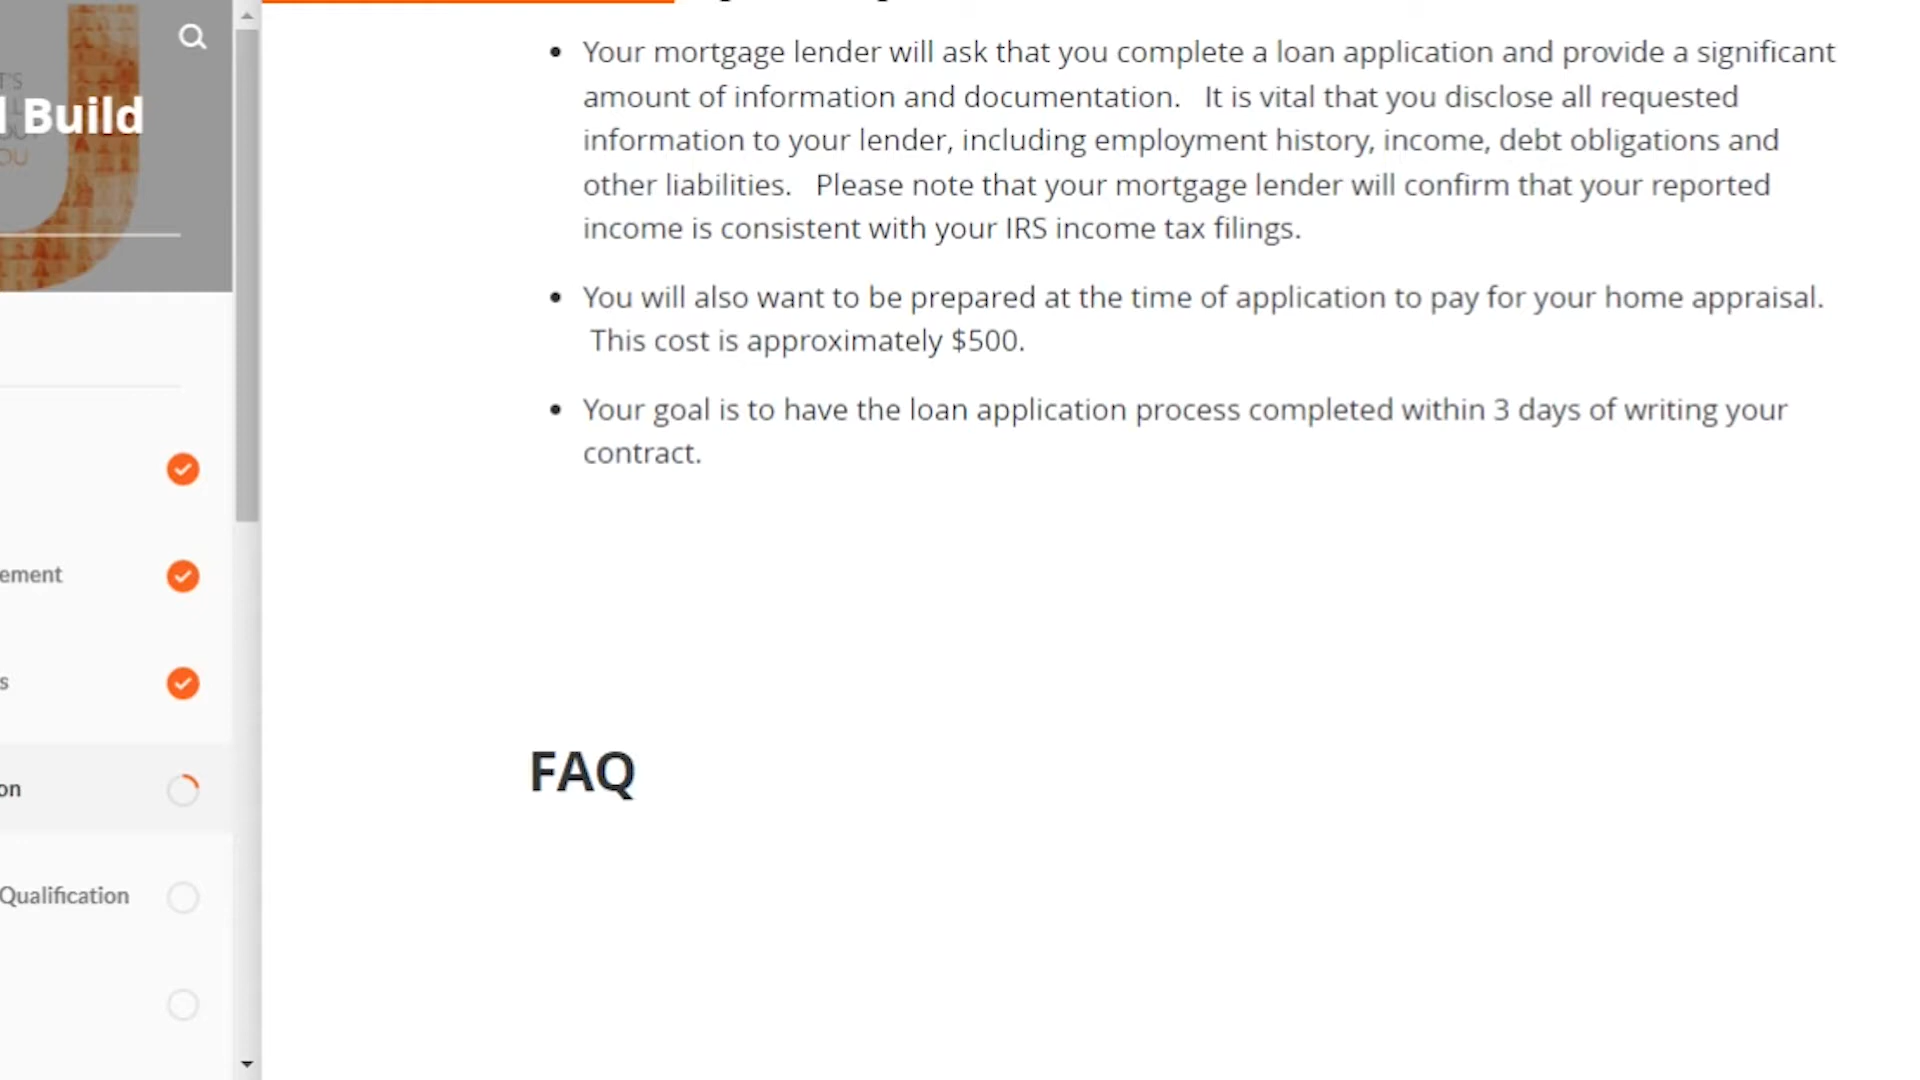 Build
T'S
OU
ement
s
on
Qualification
Your mortgage lender will ask that you complete a loan application and provide a significant
amount of information and documentation. It is vital that you disclose all requested
information to your lender, including employment history, income, debt obligations and
other liabilities. Please note that your mortgage lender will confirm that your reported
income is consistent with your IRS income tax filings.
You will also want to be prepared at the time of application to pay for your home appraisal.
This cost is approximately $500.
Your goal is to have the loan application process completed within 3 days of writing your
contract.
FAQ